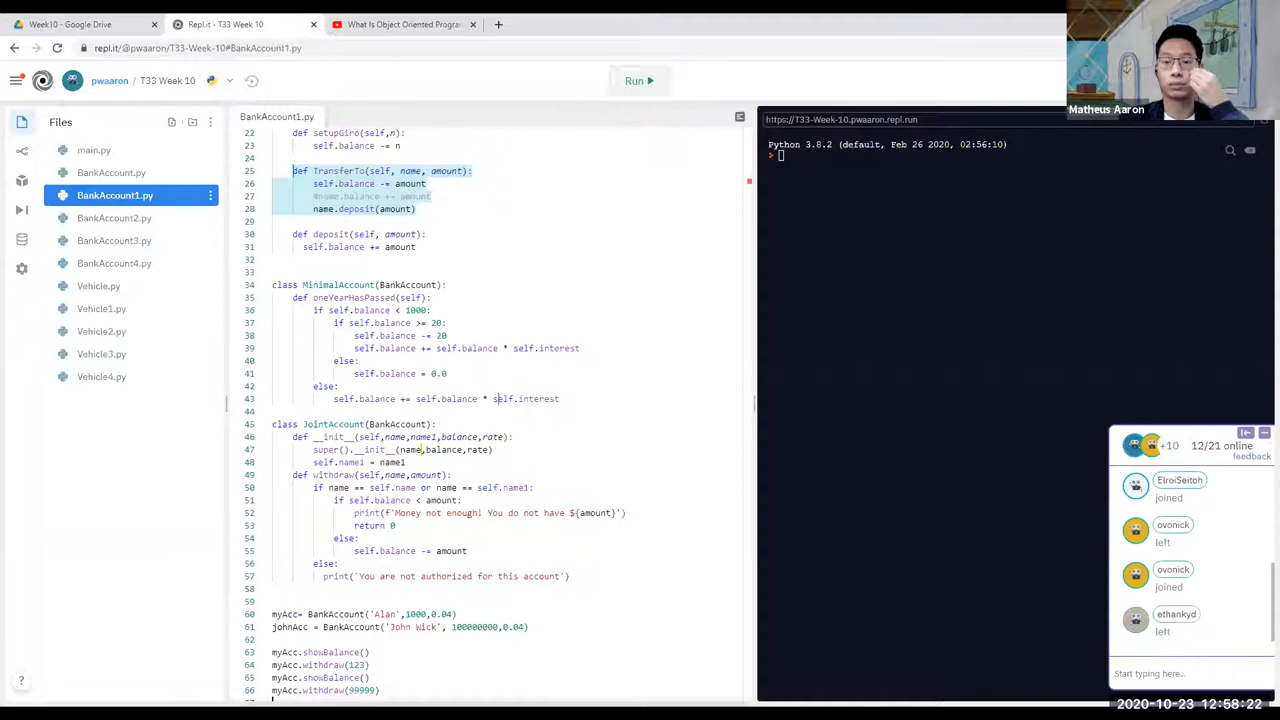 Week10 - Google Drive
Repl.it - T33 Week 10
What Is Object Oriented Program
repl.it/@pwaaron/T33-Week-10#BankAccount1.py
pwaaron / T33 Week 10
Run
Matheus Aaron
Files
main.py
BankAccount.py
BankAccount1.py
BankAccount2.py
BankAccount3.py
BankAccount4.py
Vehicle.py
Vehicle1.py
Vehicle2.py
Vehicle3.py
Vehicle4.py
BankAccount1.py
22 def setupGiro(self,n):
23 self.balance -= n
24
25 def TransferTo(self, name, amount):
26 self.balance -= amount
27 #name.balance += amount
28 name.deposit(amount)
29
30 def deposit(self, amount):
31 self.balance += amount
32
33
34 class MinimalAccount(BankAccount):
35 def oneYearHasPassed(self):
36 if self.balance < 1000:
37 if self.balance >= 20:
38 self.balance -= 20
39 self.balance += self.balance * self.interest
40 else:
41 self.balance = 0.0
42 else:
43 self.balance += self.balance * self.interest
44
45 class JointAccount(BankAccount):
46 def __init__(self,name,name1,balance,rate):
47 super().__init__(name,balance,rate)
48 self.name1 = name1
49 def withdraw(self,name,amount):
50 if name == self.name or name == self.name1:
51 if self.balance < amount:
52 print(f'Money not enough! You do not have ${amount}')
53 return 0
54 else:
55 self.balance -= amount
56 else:
57 print('You are not authorized for this account')
58
59
60 myAcc= BankAccount('Alan',1000,0.04)
61 johnAcc = BankAccount('John Wick', 100000000,0.04)
62
63 myAcc.showBalance()
64 myAcc.withdraw(123)
65 myAcc.showBalance()
66 myAcc.withdraw(99999)
https://T33-Week-10.pwaaron.repl.run
Python 3.8.2 (default, Feb 26 2020, 02:56:10)
>
+10
12/21 online
feedback
ElroiSeitoh
joined
ovonick
left
ovonick
joined
ethankyd
left
Start typing here...
?
2020-10-23 12:58:22